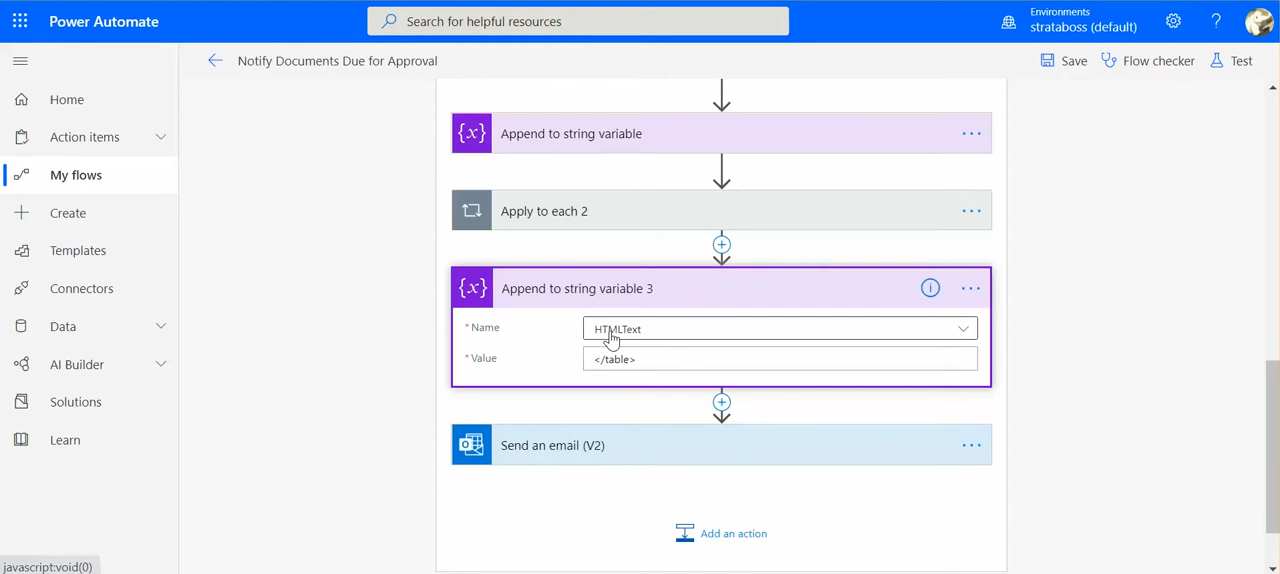 Power Automate
Search for helpful resources
Environments
strataboss (default)
?
Notify Documents Due for Approval
Save
Flow checker
Test
Home
Action items
My flows
Create
Templates
Connectors
Data
AI Builder
Solutions
Learn
{x} Append to string variable ...
Apply to each 2 ...
{x} Append to string variable 3 i ...
* Name HTMLText
* Value </table>
Send an email (V2) ...
Add an action
javascript:void(0)